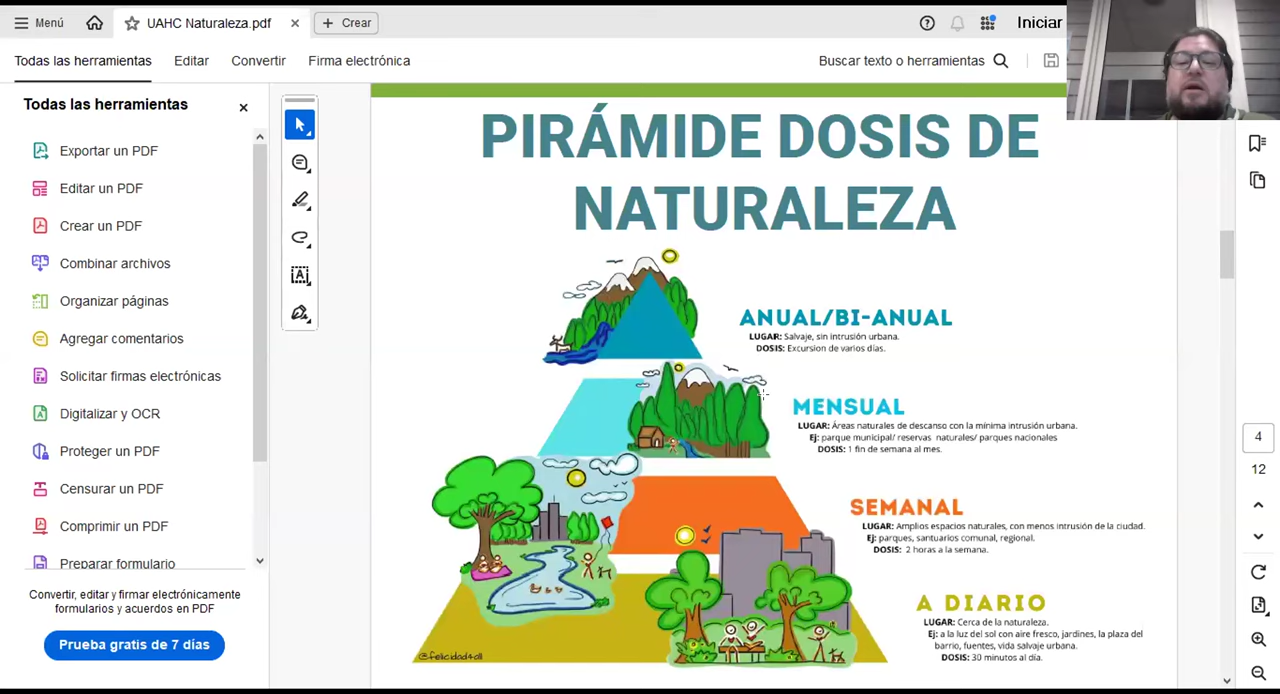 Menú
UAHC Naturaleza.pdf
Crear
Iniciar
Todas las herramientas
Editar
Convertir
Firma electrónica
Buscar texto o herramientas
Todas las herramientas
Exportar un PDF
Editar un PDF
Crear un PDF
Combinar archivos
Organizar páginas
Agregar comentarios
Solicitar firmas electrónicas
Digitalizar y OCR
Proteger un PDF
Censurar un PDF
Comprimir un PDF
Preparar formulario
Convertir, editar y firmar electrónicamente
formularios y acuerdos en PDF
Prueba gratis de 7 días
PIRÁMIDE DOSIS DE
NATURALEZA
ANUAL/BI-ANUAL
LUGAR: Salvaje, sin intrusión urbana.
DOSIS: Excursion de varios días.
MENSUAL
LUGAR: Áreas naturales de descanso con la mínima intrusión urbana.
Ej: parque municipal/ reservas naturales/ parques nacionales
DOSIS: 1 fin de semana al mes.
SEMANAL
LUGAR: Amplios espacios naturales, con menos intrusión de la ciudad.
Ej: parques, santuarios comunal, regional.
DOSIS: 2 horas a la semana.
A DIARIO
LUGAR: Cerca de la naturaleza.
Ej: a la luz del sol con aire fresco, jardines, la plaza del
barrio, fuentes, vida salvaje urbana.
DOSIS: 30 minutos al día.
@felicidad4all
4
12